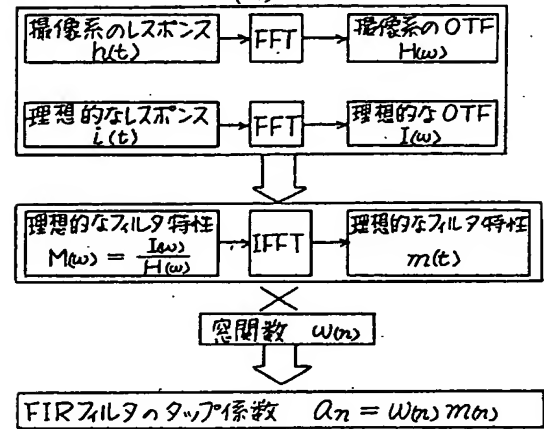 撮像系のレスポンス
h(t)
FFT
撮像系のOTF
H(ω)
理想的なレスポンス
i(t)
FFT
理想的なOTF
I(ω)
理想的なフィルタ特性
M(ω) = I(ω)/H(ω)
IFFT
理想的なフィルタ特性
m(t)
×
窓関数 w(n)
FIRフィルタのタップ係数 an = w(n) m(n)